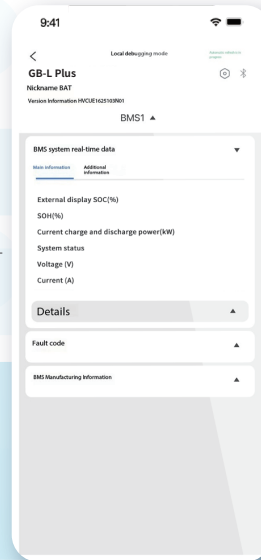 9:41
Local debugging mode
GB-L Plus
Nickname BAT
Version Information HVCUE1625103N01
BMS1 ▲
BMS system real-time data ▼
Main information
Additional
information
External display SOC(%)
SOH(%)
Current charge and discharge power(kW)
System status
Voltage (V)
Current (A)
Details ▲
Fault code ▲
BMS Manufacturing Information ▲